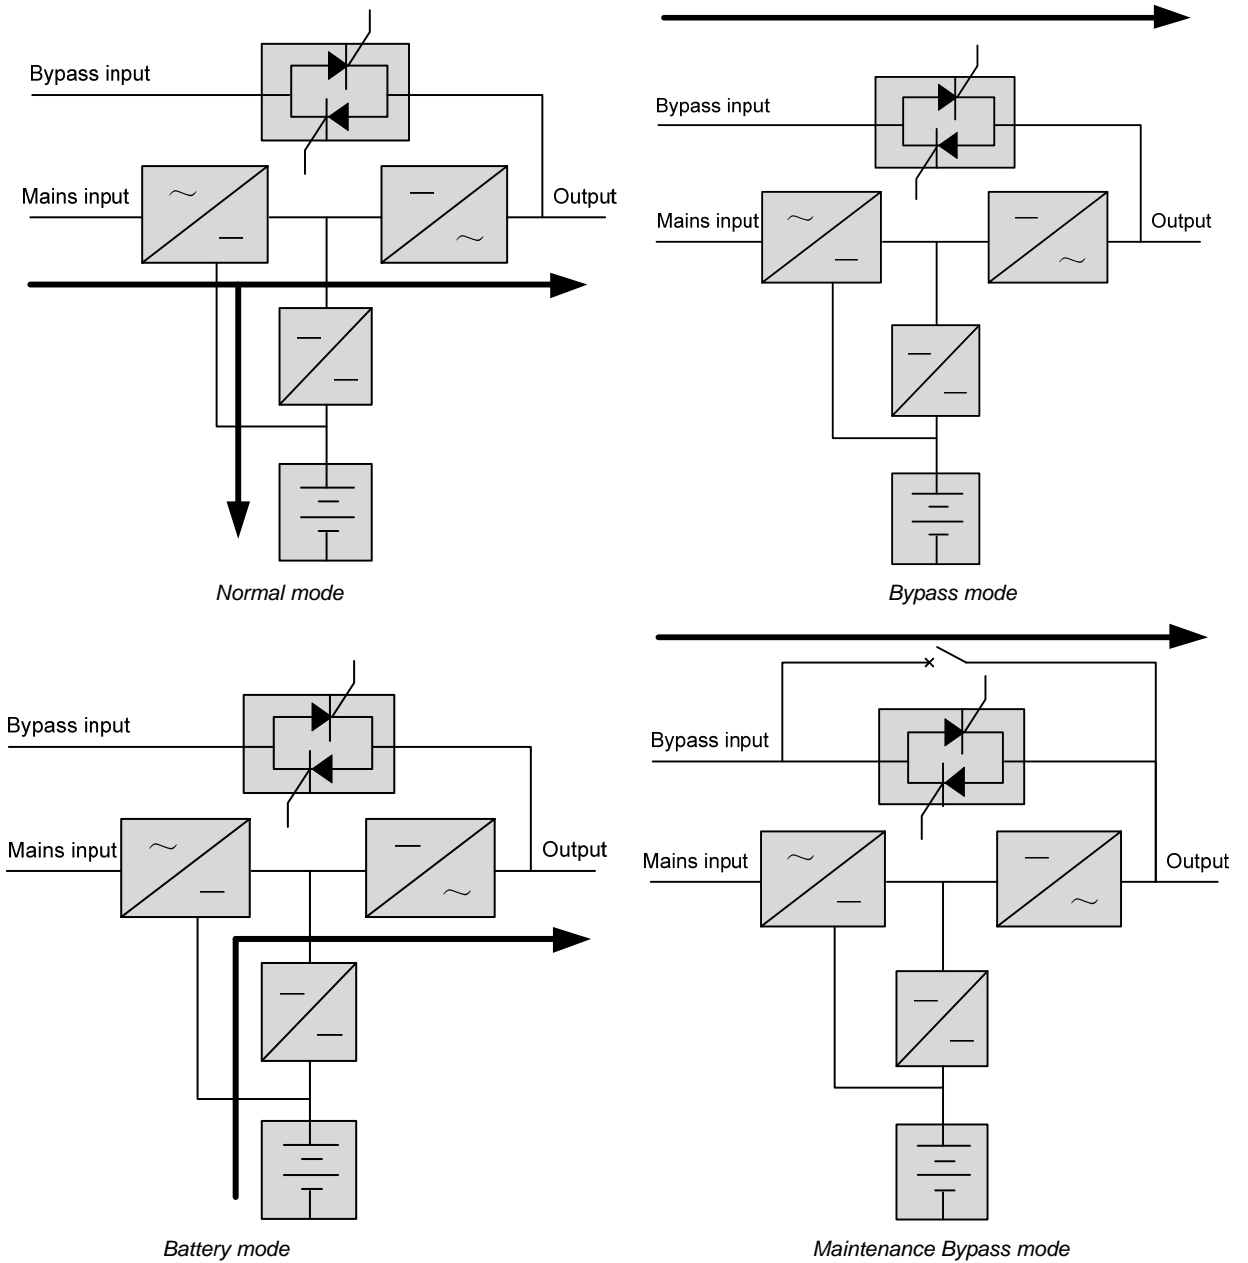 Bypass input
Mains input
Output
Normal mode
Bypass input
Mains input
Output
Bypass mode
Bypass input
Mains input
Output
Battery mode
Bypass input
Mains input
Output
Maintenance Bypass mode